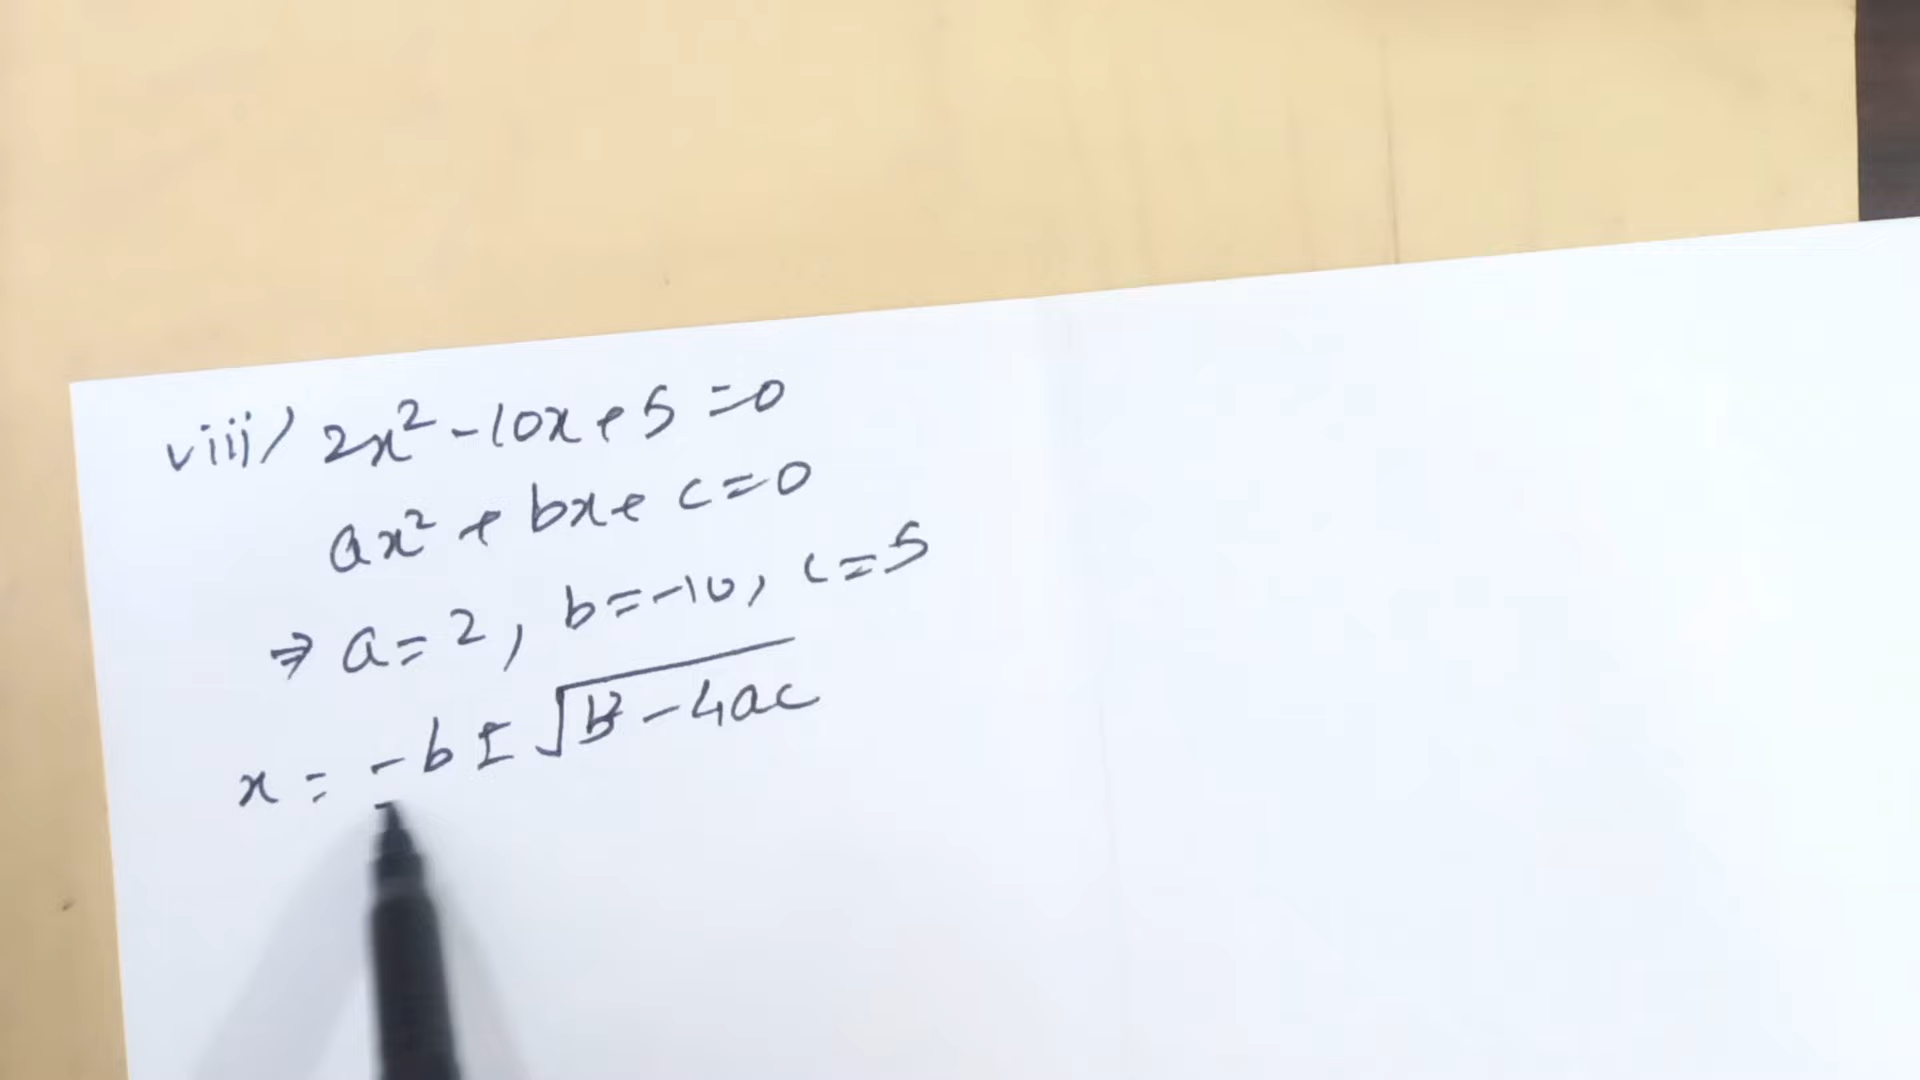 viii) 2x² - 10x + 5 = 0
ax² + bx + c = 0
⇒ a = 2, b = -10, c = 5
x = -b ± √b² - 4ac